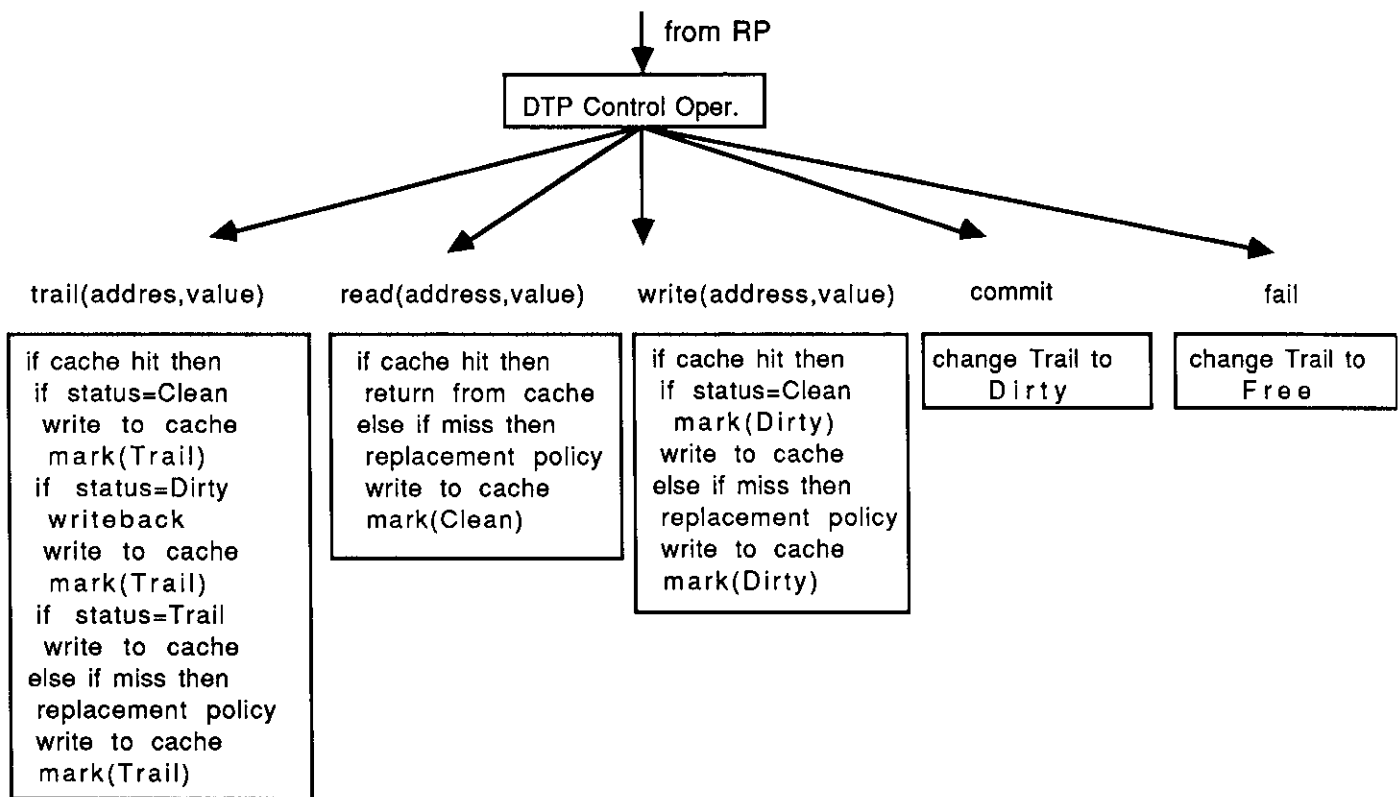 from RP
DTP Control Oper.
trail(addres,value)
if cache hit then
if status=Clean
write to cache
mark(Trail)
if status=Dirty
writeback
write to cache
mark(Trail)
if status=Trail
write to cache
else if miss then
replacement policy
write to cache
mark(Trail)
read(address,value)
if cache hit then
return from cache
else if miss then
replacement policy
write to cache
mark(Clean)
write(address,value)
if cache hit then
if status=Clean
mark(Dirty)
write to cache
else if miss then
replacement policy
write to cache
mark(Dirty)
commit
change Trail to
Dirty
fail
change Trail to
Free